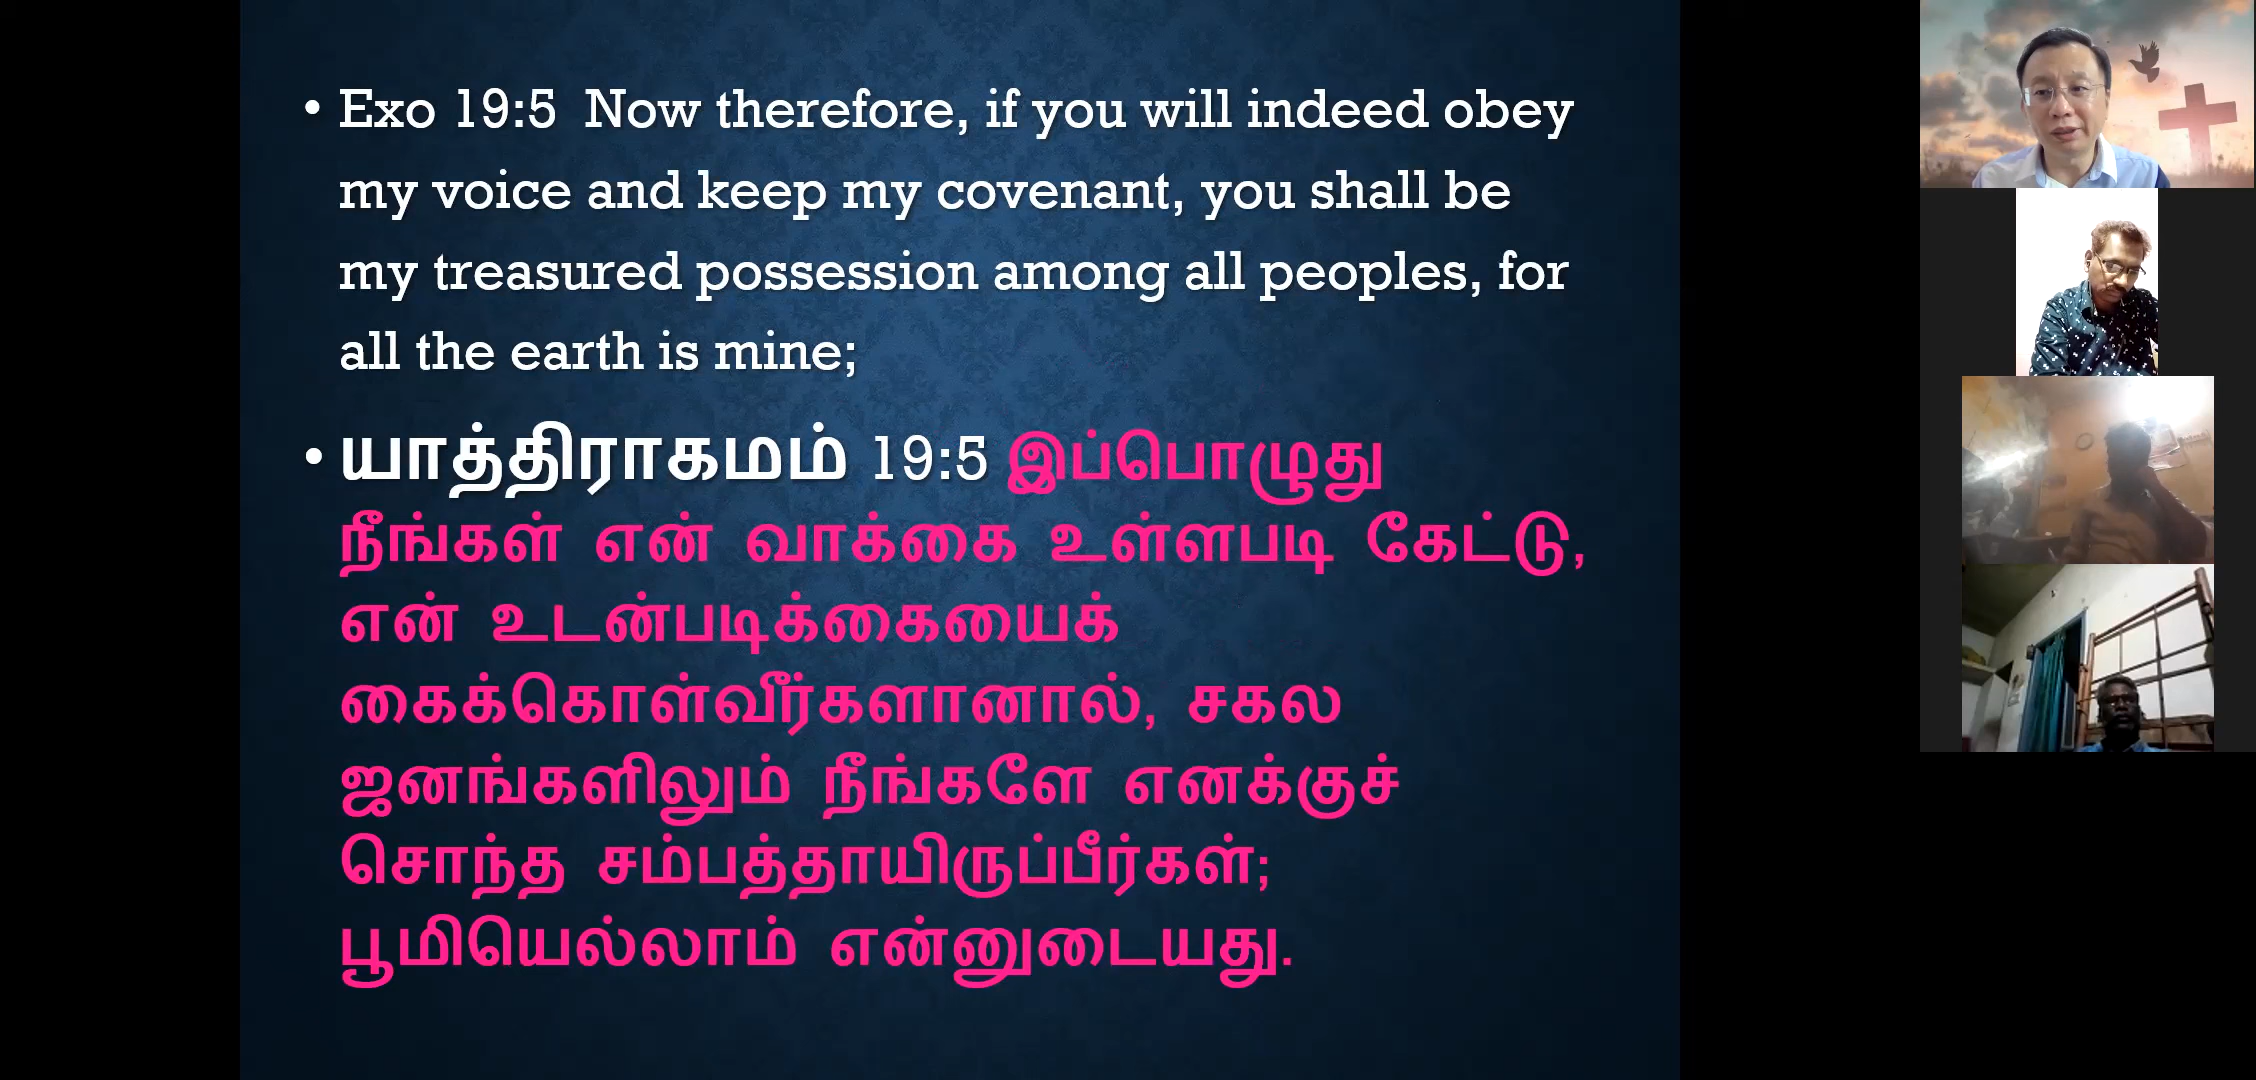 • Exo 19:5  Now therefore, if you will indeed obey
my voice and keep my covenant, you shall be
my treasured possession among all peoples, for
all the earth is mine;
• யாத்திராகமம் 19:5 இப்பொழுது
நீங்கள் என் வாக்கை உள்ளபடி கேட்டு,
என் உடன்படிக்கையைக்
கைக்கொள்வீர்களானால், சகல
ஜனங்களிலும் நீங்களே எனக்குச்
சொந்த சம்பத்தாயிருப்பீர்கள்;
பூமியெல்லாம் என்னுடையது.